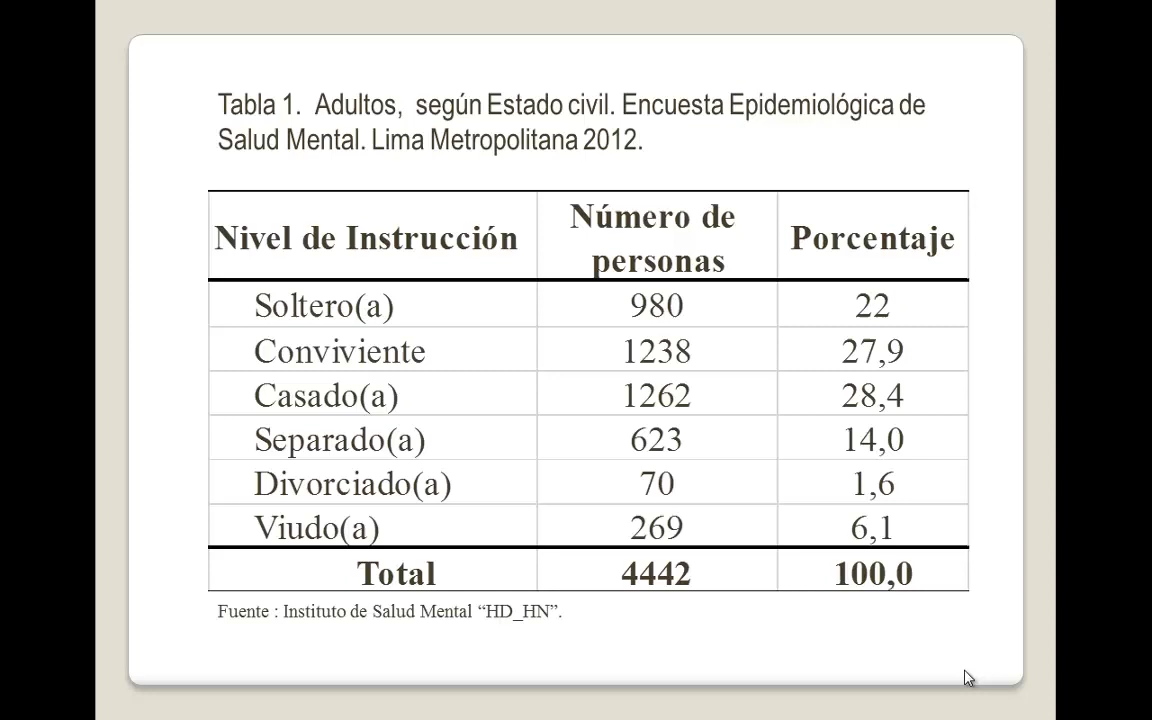 Tabla 1. Adultos, según Estado civil. Encuesta Epidemiológica de
Salud Mental. Lima Metropolitana 2012.
Nivel de Instrucción Número de personas Porcentaje
Soltero(a) 980 22
Conviviente 1238 27,9
Casado(a) 1262 28,4
Separado(a) 623 14,0
Divorciado(a) 70 1,6
Viudo(a) 269 6,1
Total 4442 100,0
Fuente : Instituto de Salud Mental “HD_HN”.